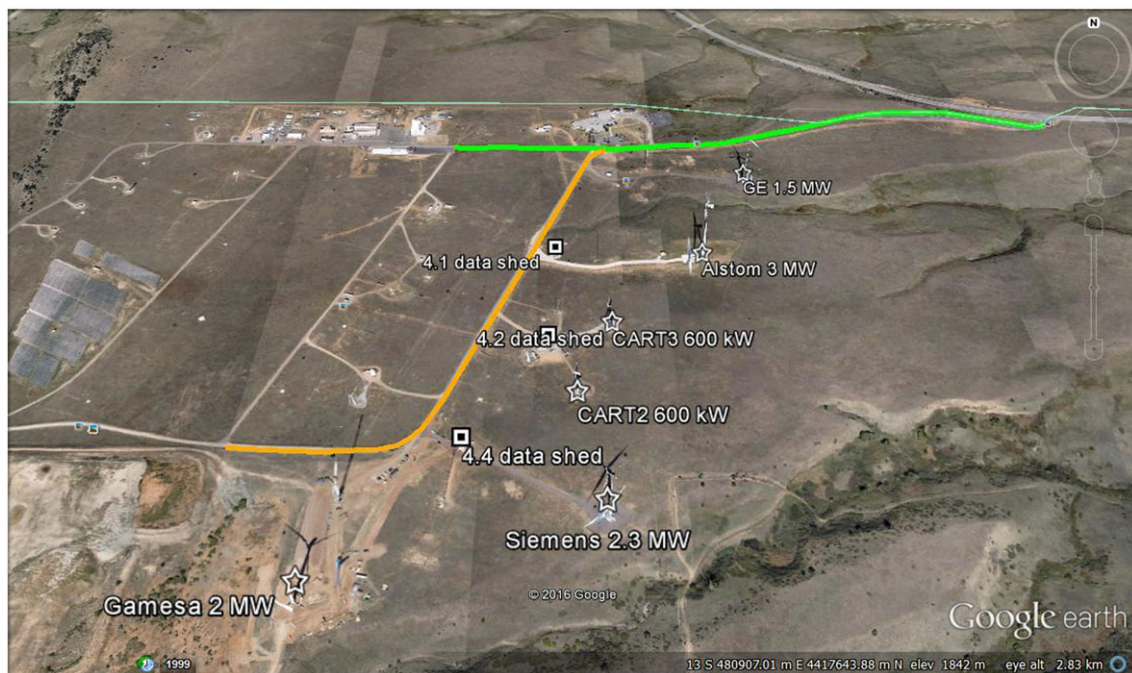 N
GE 1.5 MW
4.1 data shed
Alstom 3 MW
4.2 data shed
CART3 600 kW
CART2 600 kW
4.4 data shed
Siemens 2.3 MW
Gamesa 2 MW
© 2016 Google
Google earth
1999
13 S 480907.01 m E 4417643.88 m N elev 1842 m eye alt 2.83 km